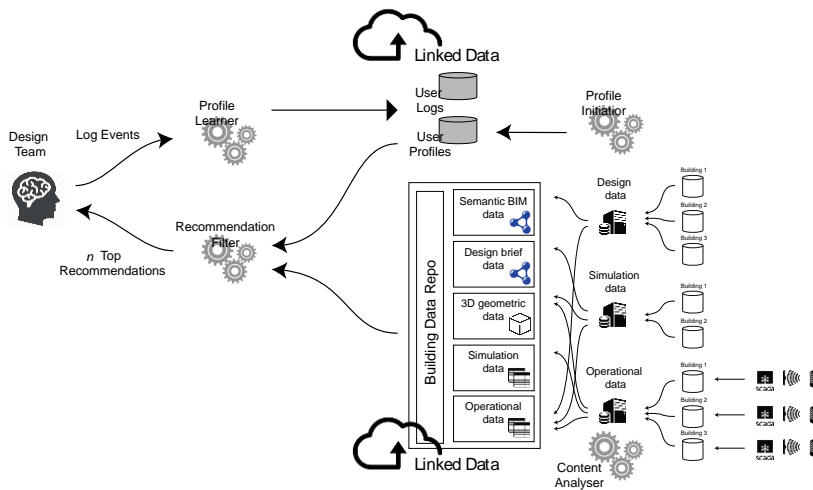 Linked Data
User
Logs
User
Profiles
Profile
Learner
Profile
Initiatior
Log Events
Design
Team
Recommendation
Filter
n Top
Recommendations
Building Data Repo
Semantic BIM
data
Design brief
data
3D geometric
data
Simulation
data
Operational
data
Linked Data
Design
data
Building 1
Building 2
Building 3
Simulation
data
Building 1
Building 2
Operational
data
Building 1
Building 2
Building 3
scada
scada
scada
Content
Analyser